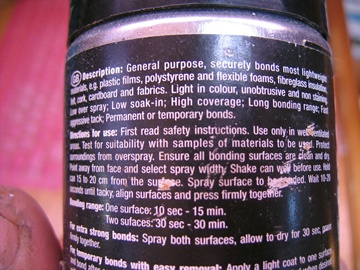 GB Description: General purpose, securely bonds most lightweight
materials, e.g. plastic films, polystyrene and flexible foams, fibreglass insulation,
felt, cork, cardboard and fabrics. Light in colour, unobtrusive and non staining.
Low over spray; Low soak-in; High coverage; Long bonding range; Fast
aggressive tack; Permanent or temporary bonds.
Directions for use: First read safety instructions. Use only in well ventilated
areas. Test for suitability with samples of materials to be used. Protect
surroundings from overspray. Ensure all bonding surfaces are clean and dry.
Point away from face and select spray width. Shake can well before use. Hold
can 15 to 20 cm from the surface. Spray surface to be bonded. Wait 10-20
seconds until tacky, align surfaces and press firmly together.
Bonding range: One surface: 10 sec - 15 min.
Two sufaces: 30 sec - 30 min.
For extra strong bonds: Spray both surfaces, allow to dry for 30 sec,
firmly together.
For temporary bonds with easy removal: Apply a light coat to one surface